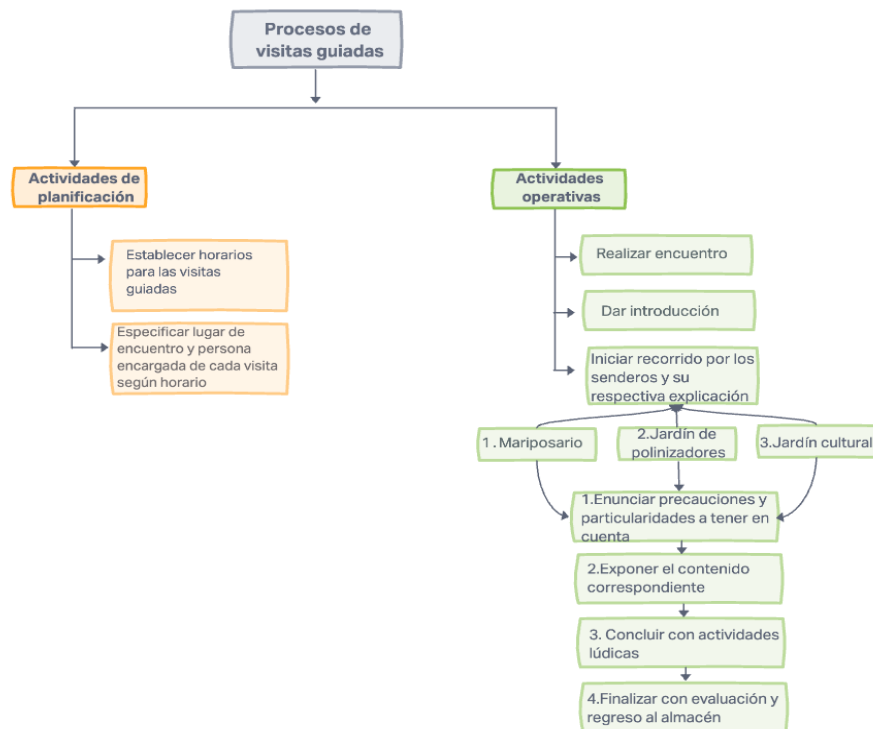 Procesos de
visitas guiadas
Actividades de
planificación
Establecer horarios
para las visitas
guiadas
Especificar lugar de
encuentro y persona
encargada de cada visita
según horario
Actividades
operativas
Realizar encuentro
Dar introducción
Iniciar recorrido por los
senderos y su
respectiva explicación
1. Mariposario
2.Jardín de
polinizadores
3.Jardín cultural
1.Enunciar precauciones y
particularidades a tener en
cuenta
2.Exponer el contenido
correspondiente
3. Concluir con actividades
lúdicas
4.Finalizar con evaluación y
regreso al almacén